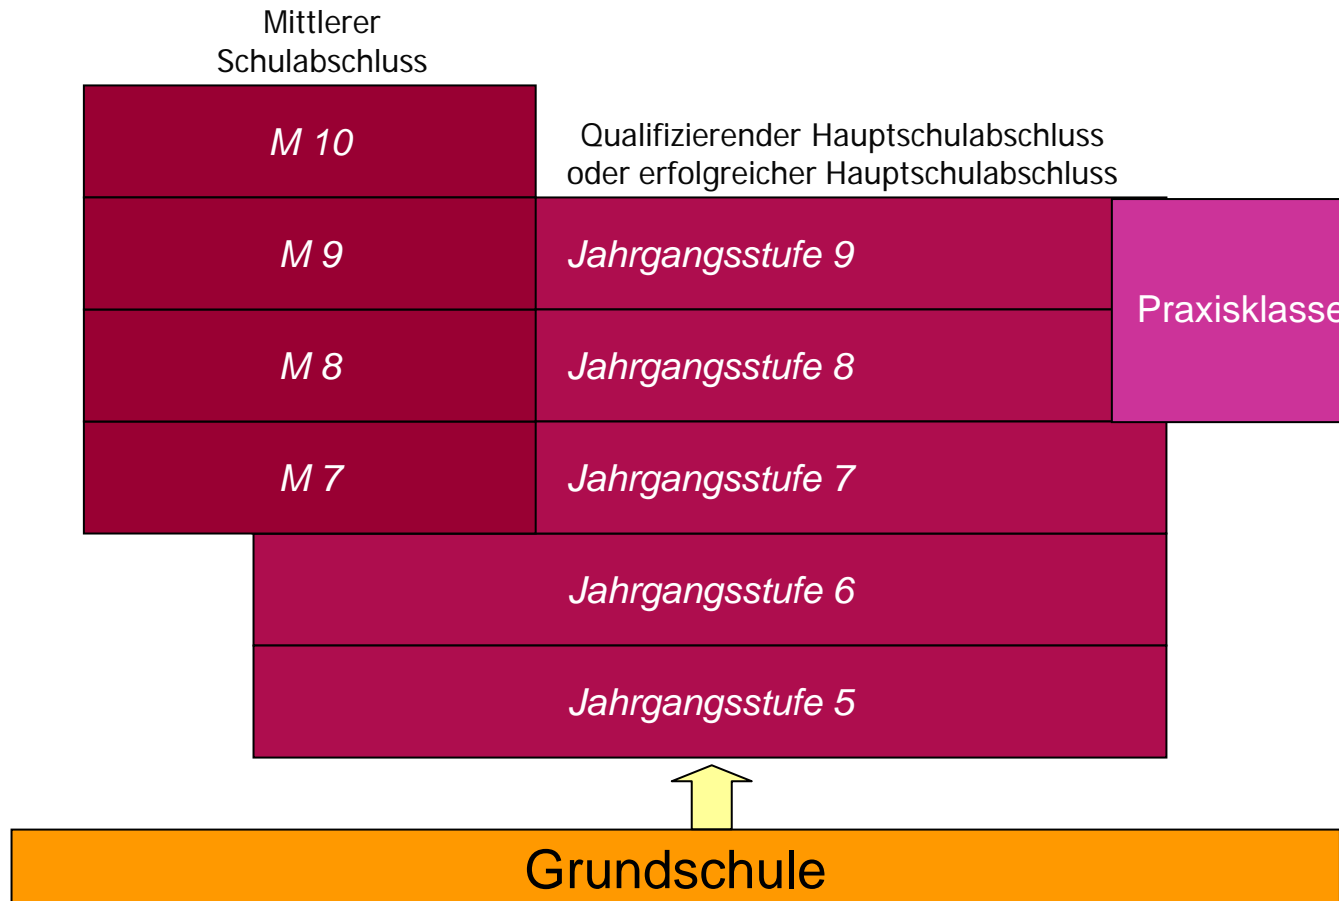 Mittlerer
Schulabschluss
M 10
Qualifizierender Hauptschulabschluss
oder erfolgreicher Hauptschulabschluss
M 9
Jahrgangsstufe 9
Praxisklasse
M 8
Jahrgangsstufe 8
M 7
Jahrgangsstufe 7
Jahrgangsstufe 6
Jahrgangsstufe 5
Grundschule